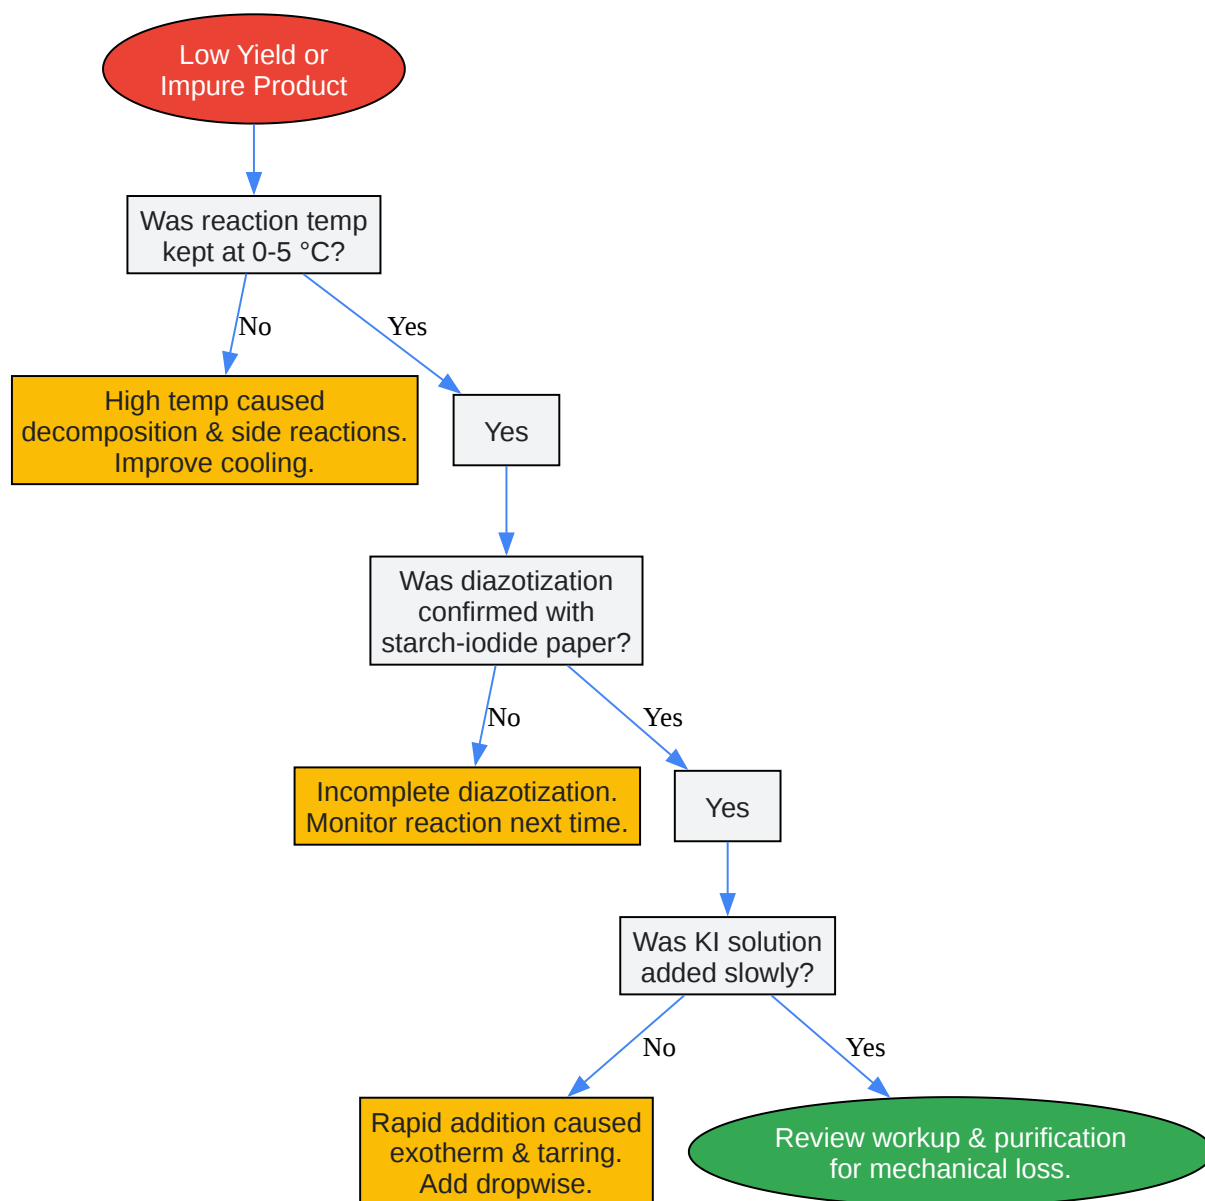 Low Yield or
Impure Product
Was reaction temp
kept at 0-5 °C?
No
Yes
High temp caused
decomposition & side reactions.
Improve cooling.
Yes
Was diazotization
confirmed with
starch-iodide paper?
No
Yes
Incomplete diazotization.
Monitor reaction next time.
Yes
Was KI solution
added slowly?
No
Yes
Rapid addition caused
exotherm & tarring.
Add dropwise.
Review workup & purification
for mechanical loss.